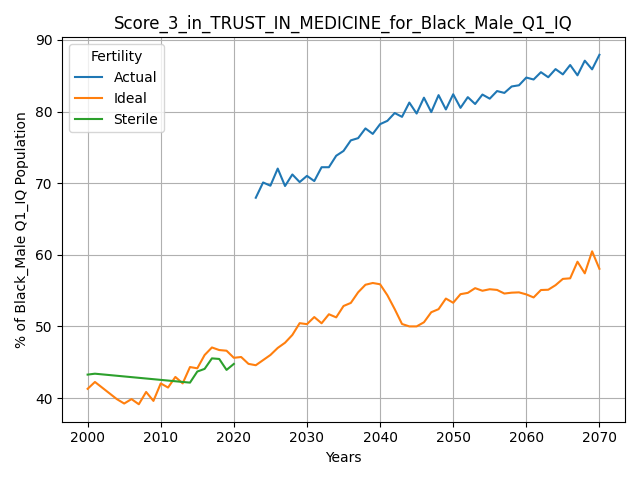 Score_3_in_TRUST_IN_MEDICINE_for_Black_Male_Q1_IQ
Fertility
Actual
Ideal
Sterile
% of Black_Male Q1_IQ Population
90
80
70
60
50
40
2000 2010 2020 2030 2040 2050 2060 2070
Years